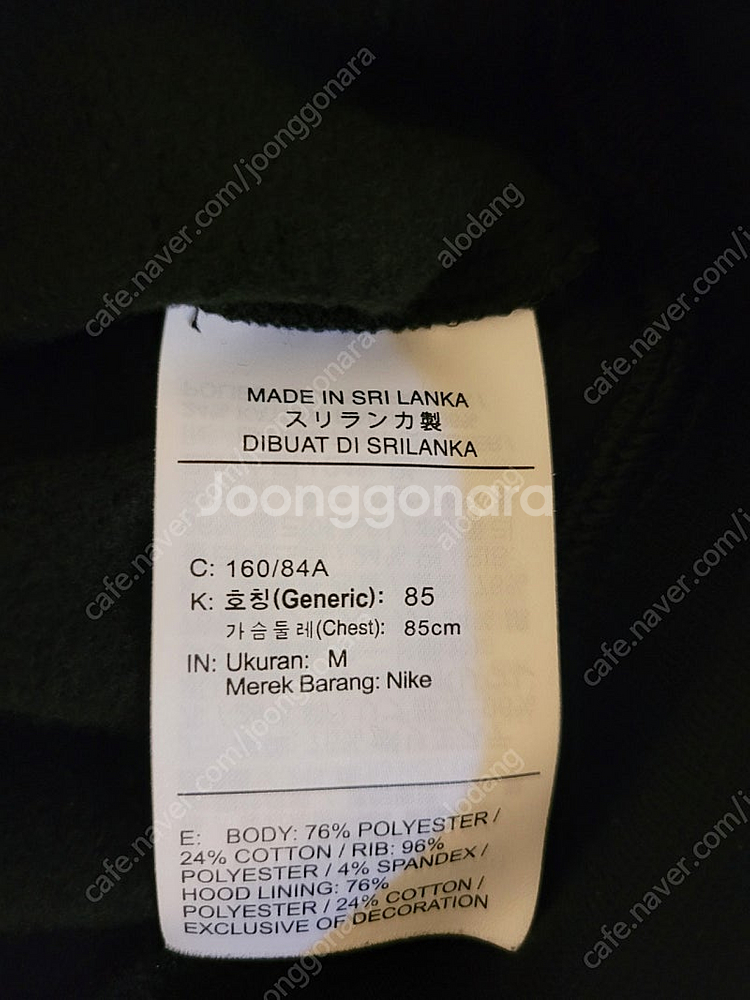 MADE IN SRI LANKA
スリランカ製
DIBUAT DI SRILANKA
Joonggonara
C: 160/84A
K: 호칭(Generic): 85
가슴둘레(Chest): 85cm
IN: Ukuran: M
Merek Barang: Nike
E: BODY: 76% POLYESTER /
24% COTTON / RIB: 96%
POLYESTER / 4% SPANDEX /
HOOD LINING: 76%
POLYESTER / 24% COTTON /
EXCLUSIVE OF DECORATION
cafe.naver.com/joonggonara
alodang